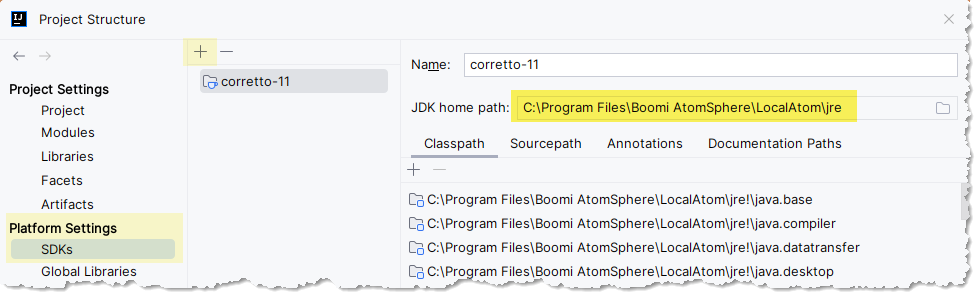 Project Structure
Project Settings
Project
Modules
Libraries
Facets
Artifacts
Platform Settings
SDKs
Global Libraries
corretto-11
Name: corretto-11
JDK home path: C:\Program Files\Boomi AtomSphere\LocalAtom\jre
Classpath Sourcepath Annotations Documentation Paths
C:\Program Files\Boomi AtomSphere\LocalAtom\jre!\java.base
C:\Program Files\Boomi AtomSphere\LocalAtom\jre!\java.compiler
C:\Program Files\Boomi AtomSphere\LocalAtom\jre!\java.datatransfer
C:\Program Files\Boomi AtomSphere\LocalAtom\jre!\java.desktop